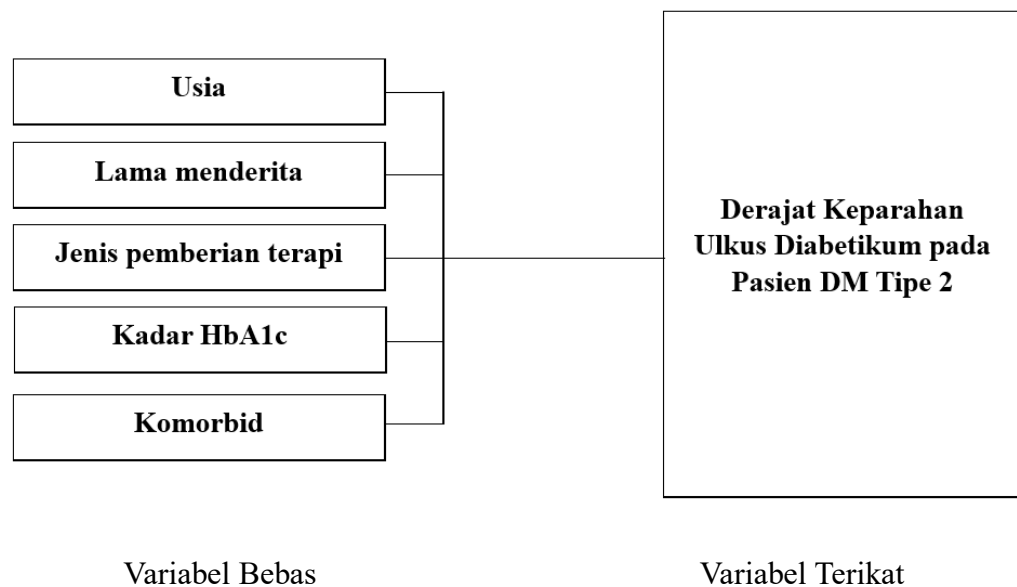 Usia
Lama menderita
Jenis pemberian terapi
Kadar HbA1c
Komorbid
Derajat Keparahan
Ulkus Diabetikum pada
Pasien DM Tipe 2
Variabel Bebas
Variabel Terikat